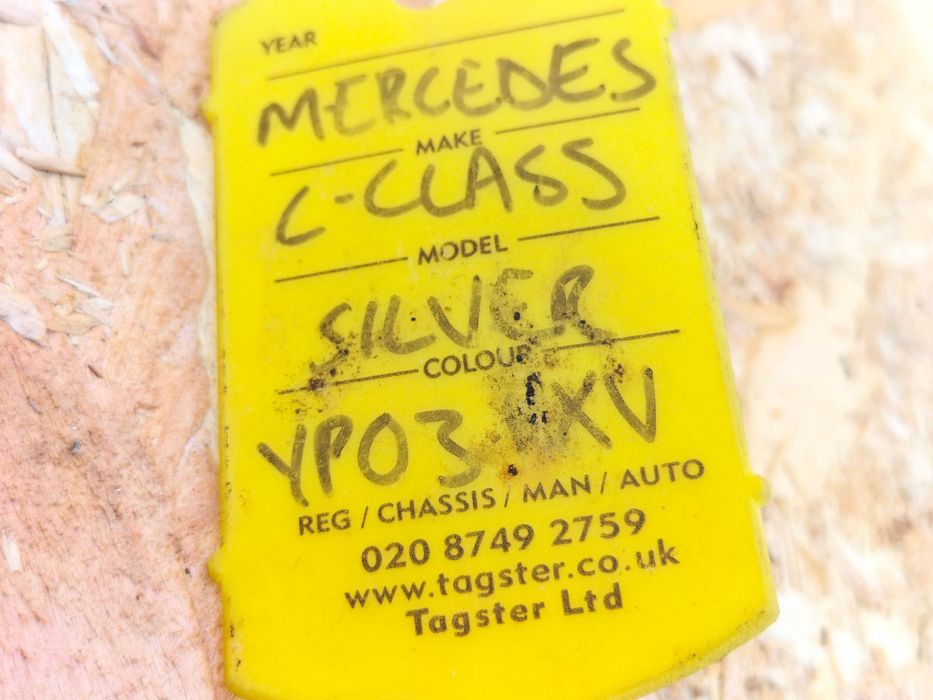 YEAR
MERCEDES
MAKE
C-CLASS
MODEL
SILVER
COLOUR
YP03
REG / CHASSIS / MAN / AUTO
020 8749 2759
www.tagster.co.uk
Tagster Ltd